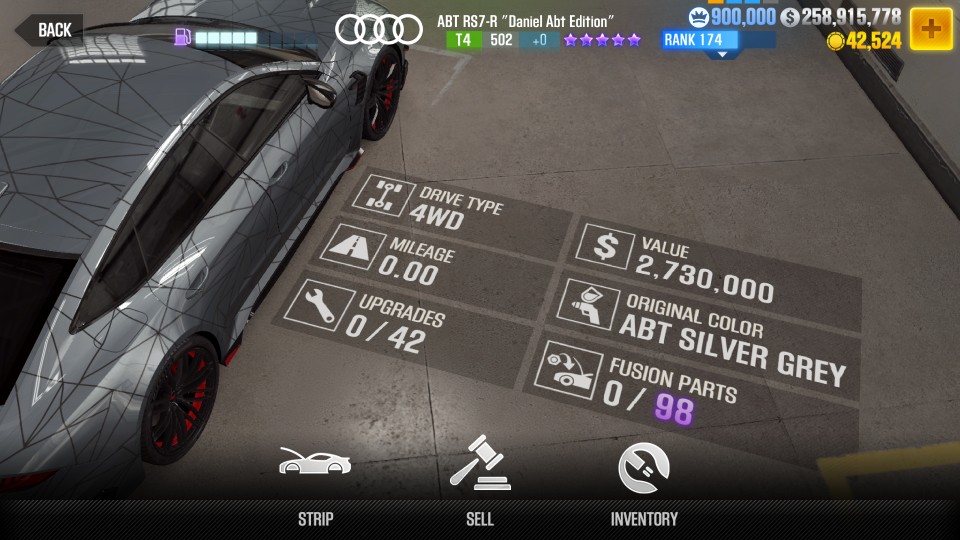 BACK
ABT RS7-R "Daniel Abt Edition"
T4 502 +0
RANK 174
900,000 $ 258,915,778
42,524
+
DRIVE TYPE
4WD
MILEAGE
0.00
UPGRADES
0 / 42
$ VALUE
2,730,000
ORIGINAL COLOR
ABT SILVER GREY
FUSION PARTS
0 / 98
STRIP
SELL
INVENTORY